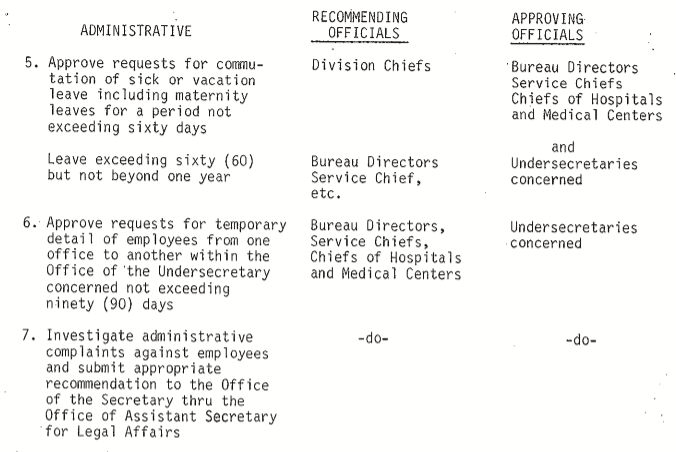 ADMINISTRATIVE
RECOMMENDING
OFFICIALS
APPROVING
OFFICIALS
5. Approve requests for commu-
tation of sick or vacation
leave including maternity
leaves for a period not
exceeding sixty days
Division Chiefs
Bureau Directors
Service Chiefs
Chiefs of Hospitals
and Medical Centers
and
Leave exceeding sixty (60)
but not beyond one year
Bureau Directors
Service Chief,
etc.
Undersecretaries
concerned
6. Approve requests for temporary
detail of employees from one
office to another within the
Office of the Undersecretary
concerned not exceeding
ninety (90) days
Bureau Directors,
Service Chiefs,
Chiefs of Hospitals
and Medical Centers
Undersecretaries
concerned
7. Investigate administrative
complaints against employees
and submit appropriate
recommendation to the Office
of the Secretary thru the
Office of Assistant Secretary
for Legal Affairs
-do-
-do-